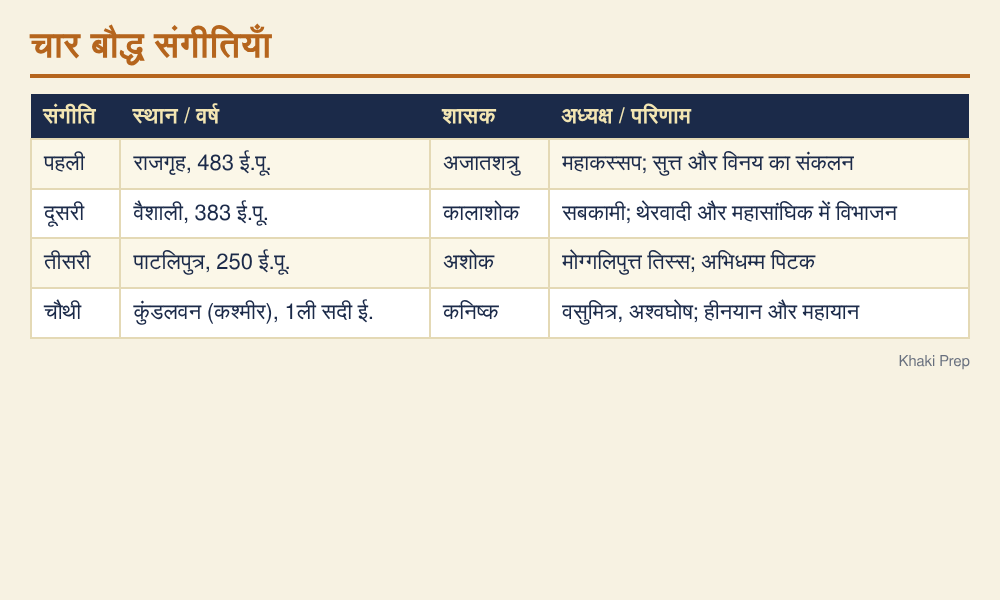 चार बौद्ध संगीतियाँ
संगीति स्थान / वर्ष शासक अध्यक्ष / परिणाम
पहली राजगृह, 483 ई.पू. अजातशत्रु महाकस्सप; सुत्त और विनय का संकलन
दूसरी वैशाली, 383 ई.पू. कालाशोक सबकामी; थेरवादी और महासांघिक में विभाजन
तीसरी पाटलिपुत्र, 250 ई.पू. अशोक मोग्गलिपुत्त तिस्स; अभिधम्म पिटक
चौथी कुंडलवन (कश्मीर), 1ली सदी ई. कनिष्क वसुमित्र, अश्वघोष; हीनयान और महायान
Khaki Prep